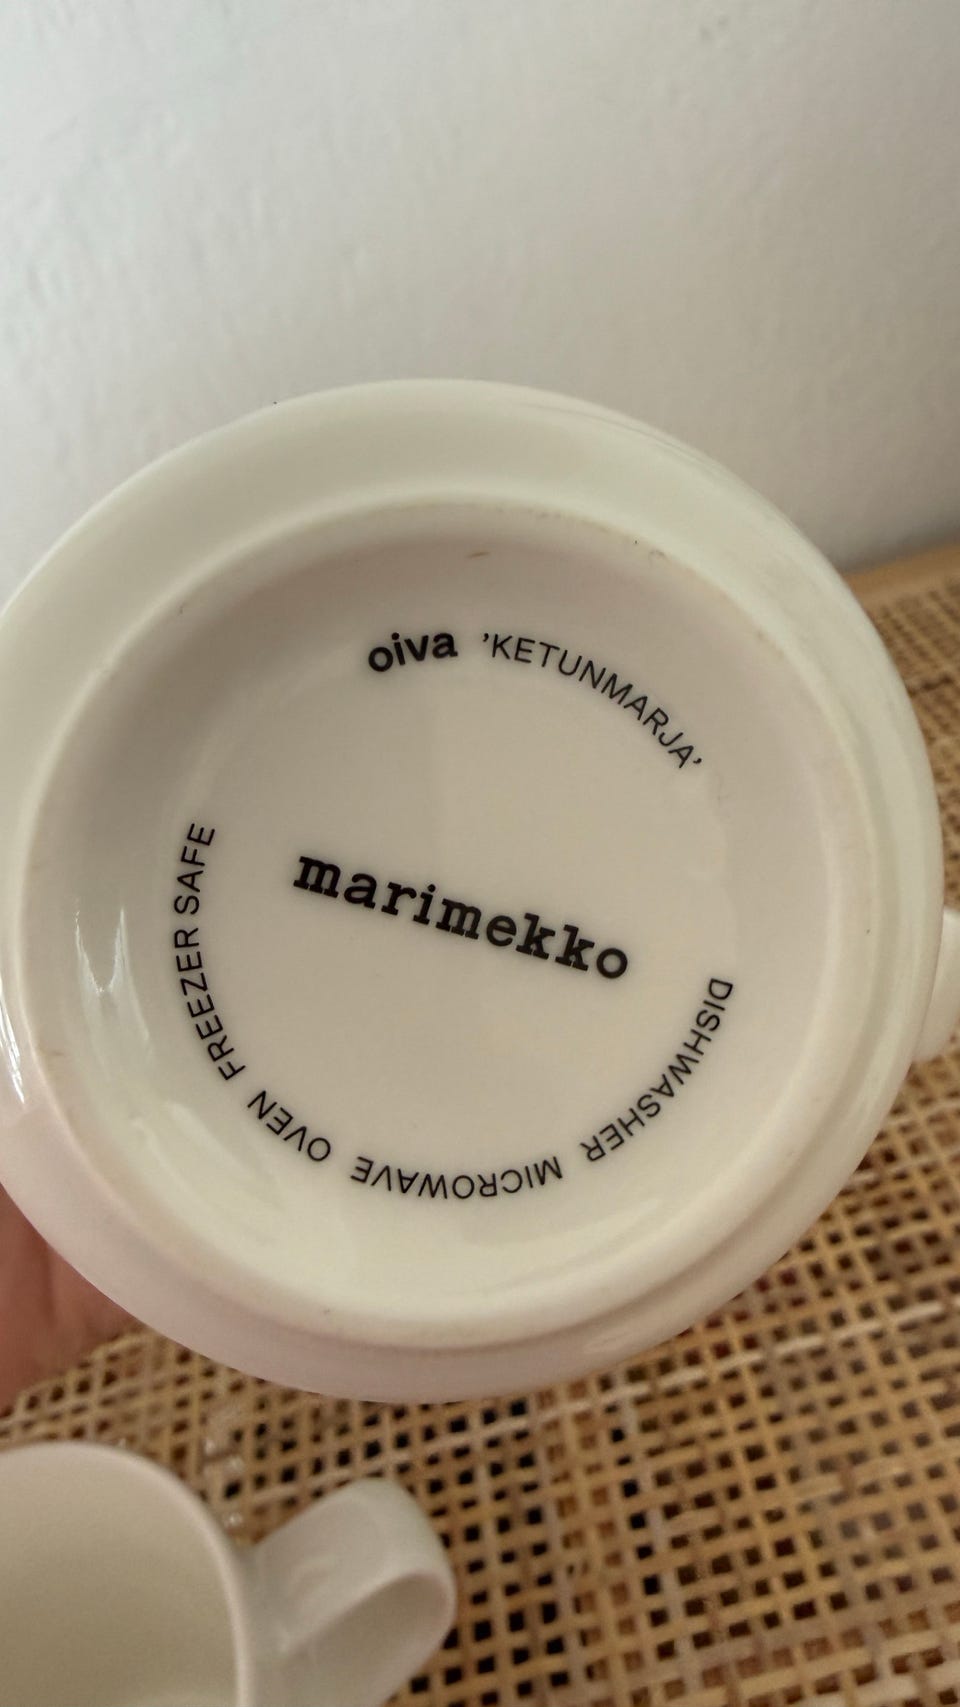 oiva 'KETUNMARJA'
marimekko
DISHWASHER MICROWAVE OVEN FREEZER SAFE